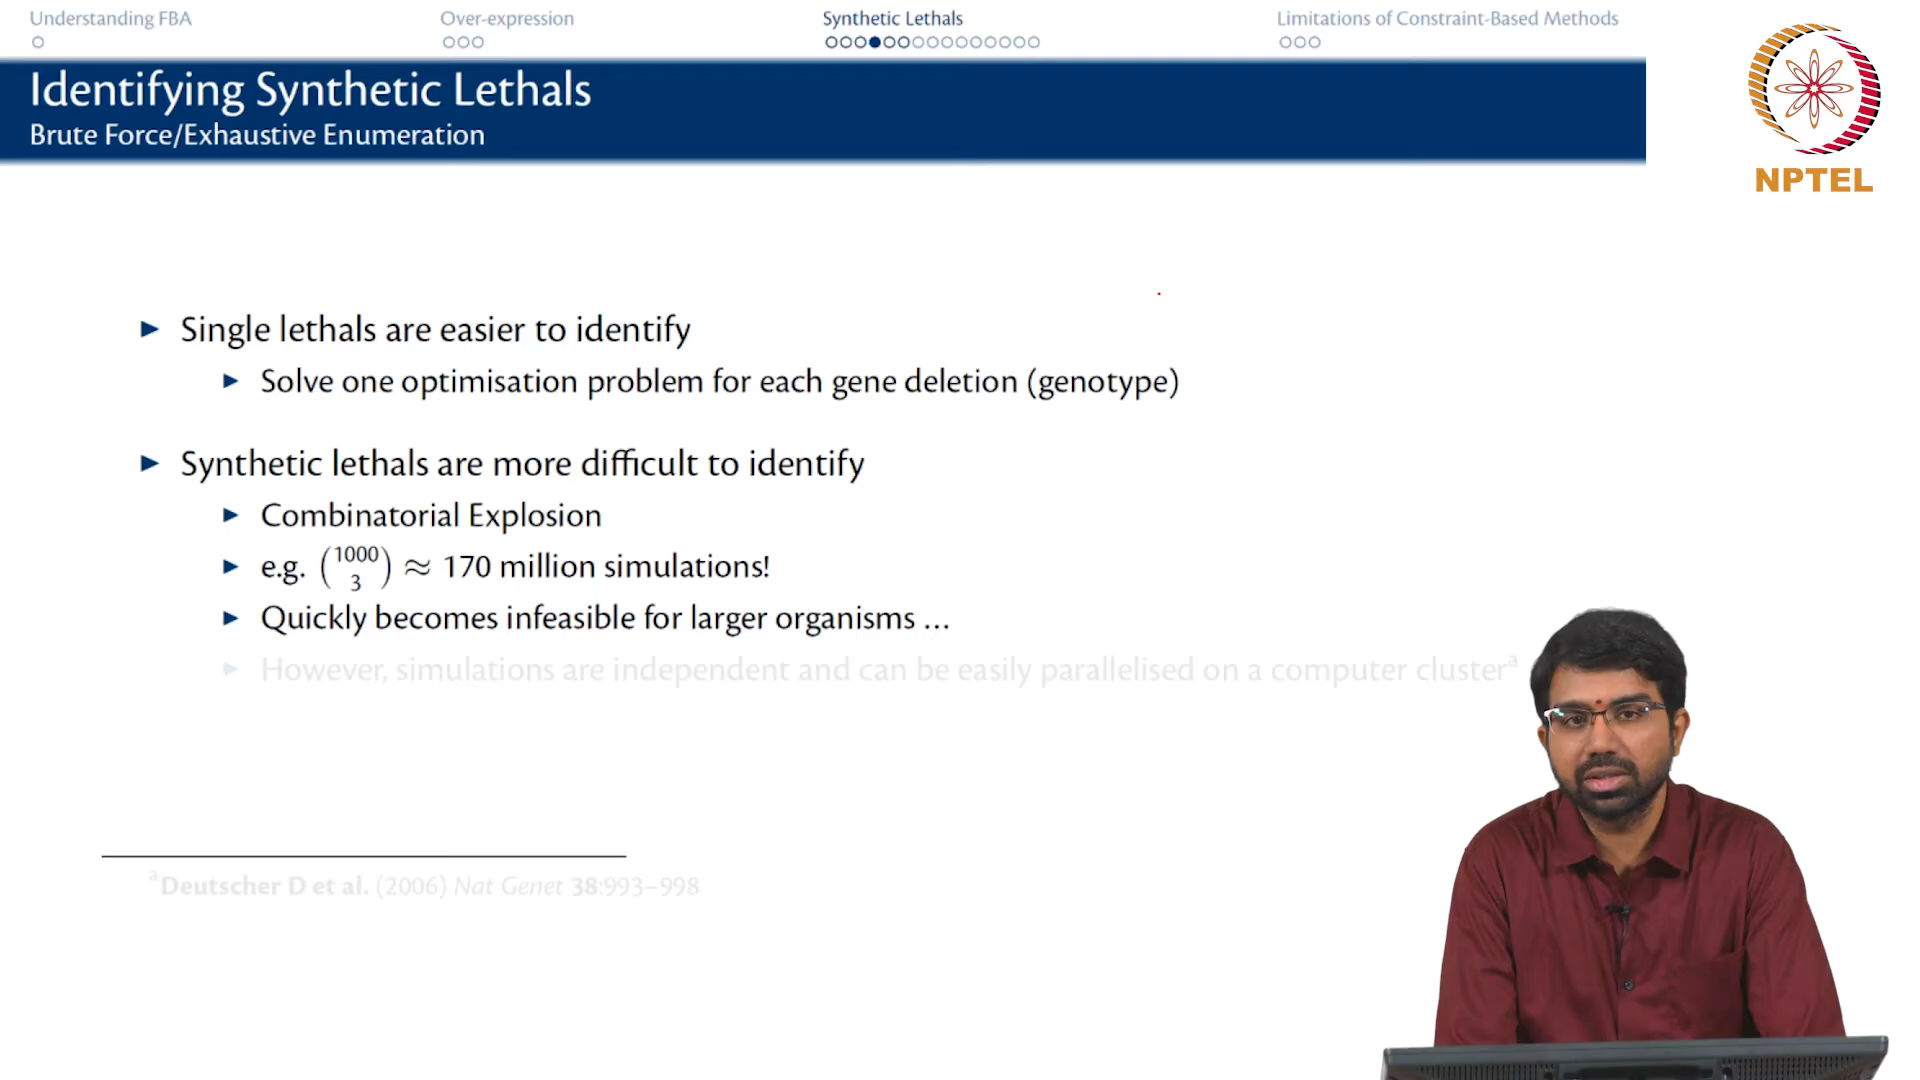 Understanding FBA
Over-expression
Synthetic Lethals
Limitations of Constraint-Based Methods
Identifying Synthetic Lethals
Brute Force/Exhaustive Enumeration
NPTEL
Single lethals are easier to identify
Solve one optimisation problem for each gene deletion (genotype)
Synthetic lethals are more difficult to identify
Combinatorial Explosion
e.g. (1000 3) ≈ 170 million simulations!
Quickly becomes infeasible for larger organisms ...
However, simulations are independent and can be easily parallelised on a computer cluster^a
^a Deutscher D et al. (2006) Nat Genet 38:993–998